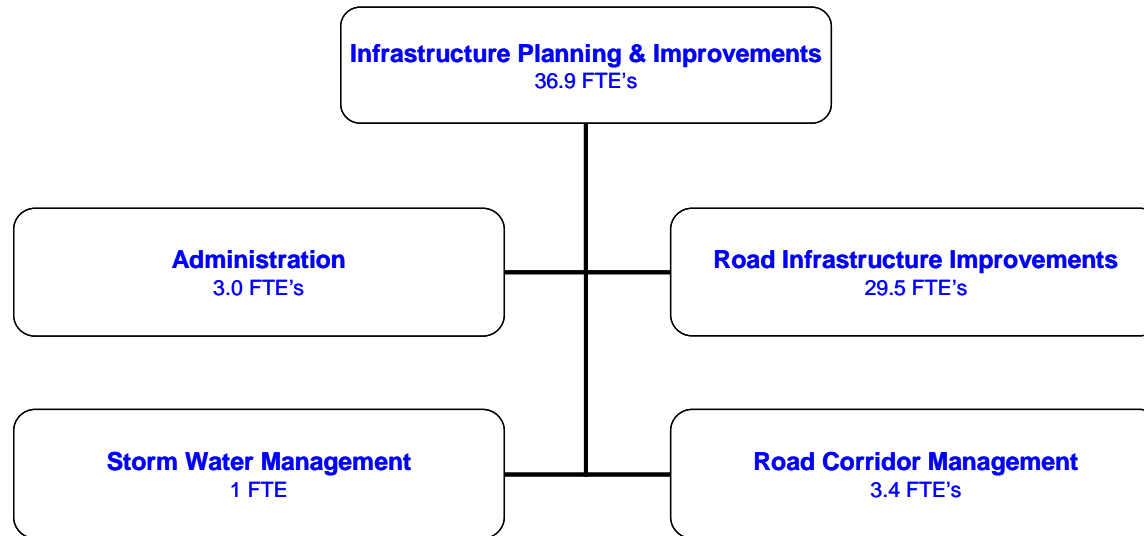 Infrastructure Planning & Improvements
36.9 FTE's
Administration
3.0 FTE's
Road Infrastructure Improvements
29.5 FTE's
Storm Water Management
1 FTE
Road Corridor Management
3.4 FTE's